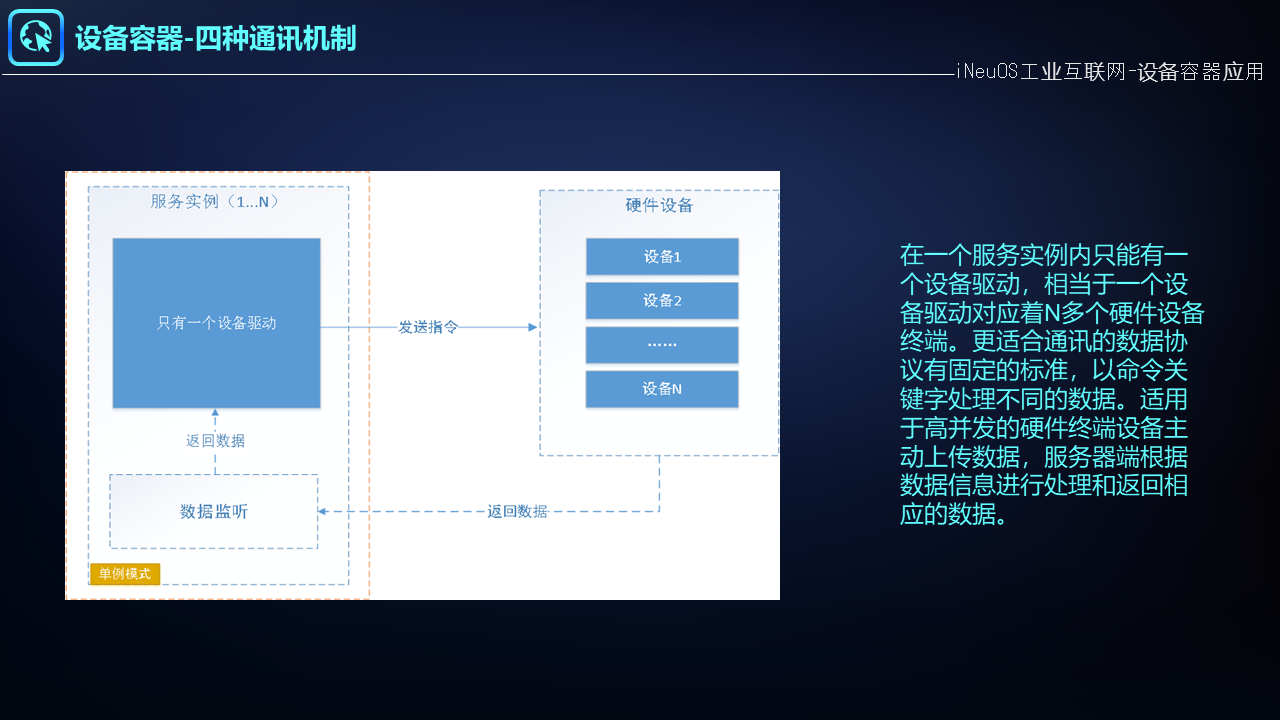 设备容器-四种通讯机制
iNeuOS工业互联网-设备容器应用
服务实例（1...N）
只有一个设备驱动
返回数据
数据监听
单例模式
发送指令
返回数据
硬件设备
设备1
设备2
······
设备N
在一个服务实例内只能有一
个设备驱动，相当于一个设
备驱动对应着N多个硬件设备
终端。更适合通讯的数据协
议有固定的标准，以命令关
键字处理不同的数据。适用
于高并发的硬件终端设备主
动上传数据，服务器端根据
数据信息进行处理和返回相
应的数据。